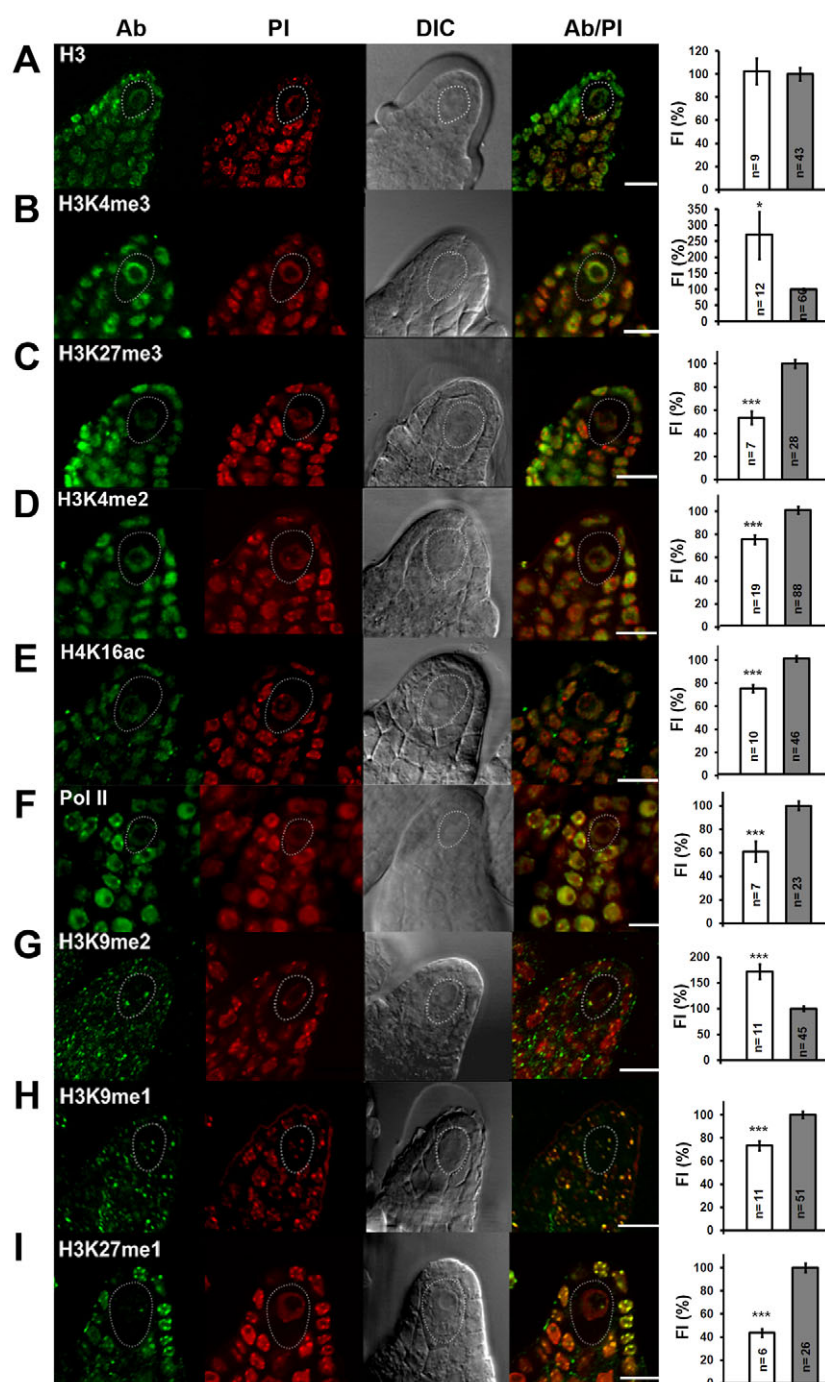 Ab PI DIC Ab/PI
A H3
FI (%)
120
100
80
60
40
20
0
n= 9
n= 43
B H3K4me3
FI (%)
350
300
250
200
150
100
50
0
*
n= 12
n= 60
C H3K27me3
FI (%)
100
80
60
40
20
0
***
n= 7
n= 28
D H3K4me2
FI (%)
100
80
60
40
20
0
***
n= 19
n= 88
E H4K16ac
FI (%)
100
80
60
40
20
0
***
n= 10
n= 46
F Pol II
FI (%)
100
80
60
40
20
0
***
n= 7
n= 23
G H3K9me2
FI (%)
200
150
100
50
0
***
n= 11
n= 45
H H3K9me1
FI (%)
100
80
60
40
20
0
***
n= 11
n= 51
I H3K27me1
FI (%)
100
80
60
40
20
0
***
n= 6
n= 26